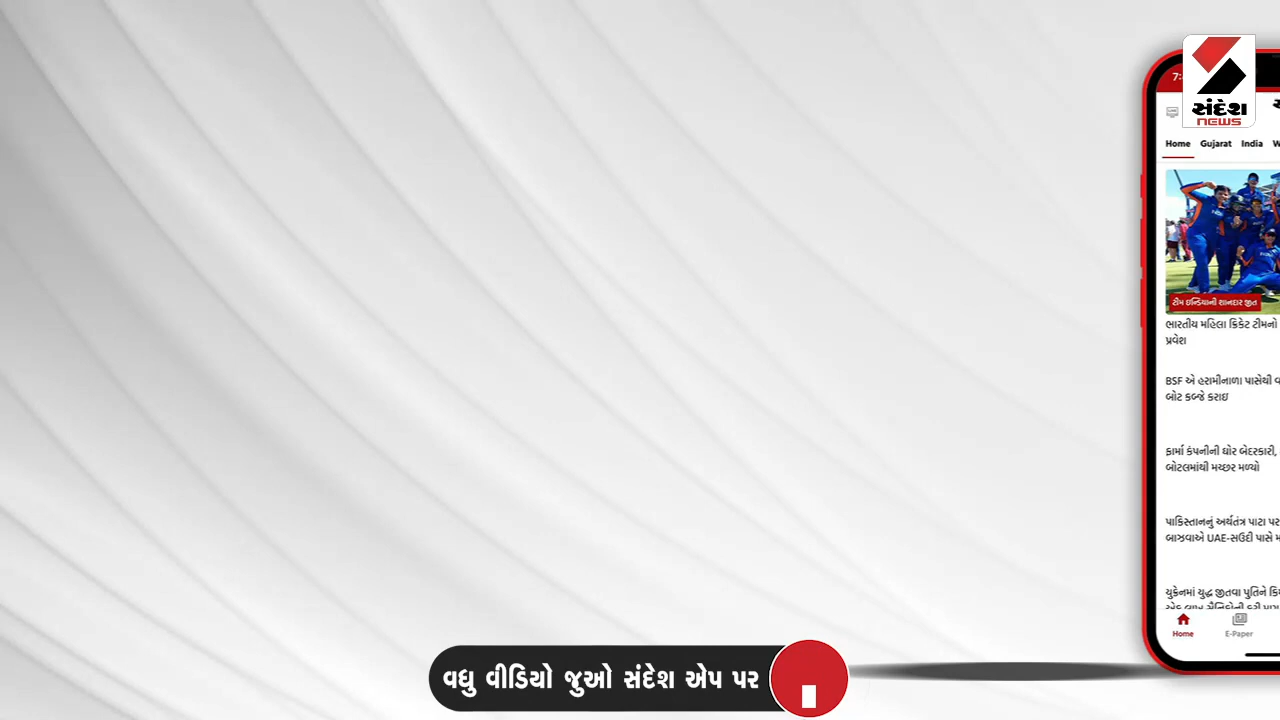 સંદેશ
NEWS
Home Gujarat India
ટીમ ઇન્ડિયાની શાનદાર જીત
ભારતીય મહિલા ક્રિકેટ ટીમનો
પ્રવેશ
BSF એ હરામીનાળા પાસેથી
બોટ કબ્જે કરાઇ
ફાર્મા કંપનીની ઘોર બેદરકારી,
બોટલમાંથી મચ્છર મળ્યો
પાકિસ્તાનનું અર્થતંત્ર પાટા પર
બાઝવાએ UAE-સઉદી પાસે
યુક્રેનમાં યુદ્ધ જીતવા પુતિને
Home E-Paper
વધુ વીડિયો જુઓ સંદેશ એપ પર